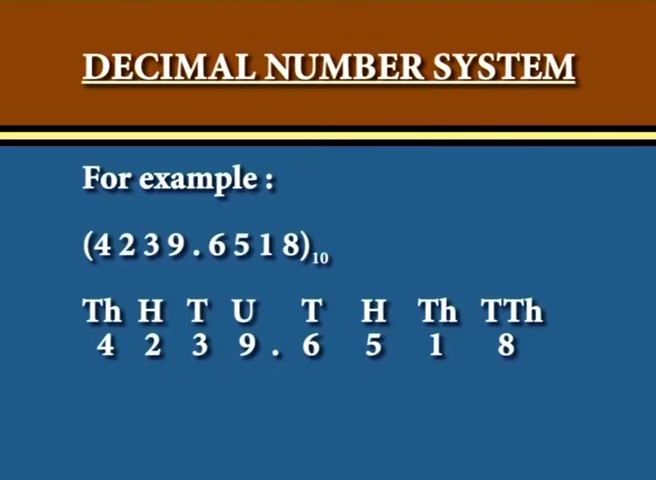 DECIMAL NUMBER SYSTEM
For example :
(4 2 3 9 . 6 5 1 8)₁₀
Th H T U T H Th TTh
4 2 3 9 . 6 5 1 8